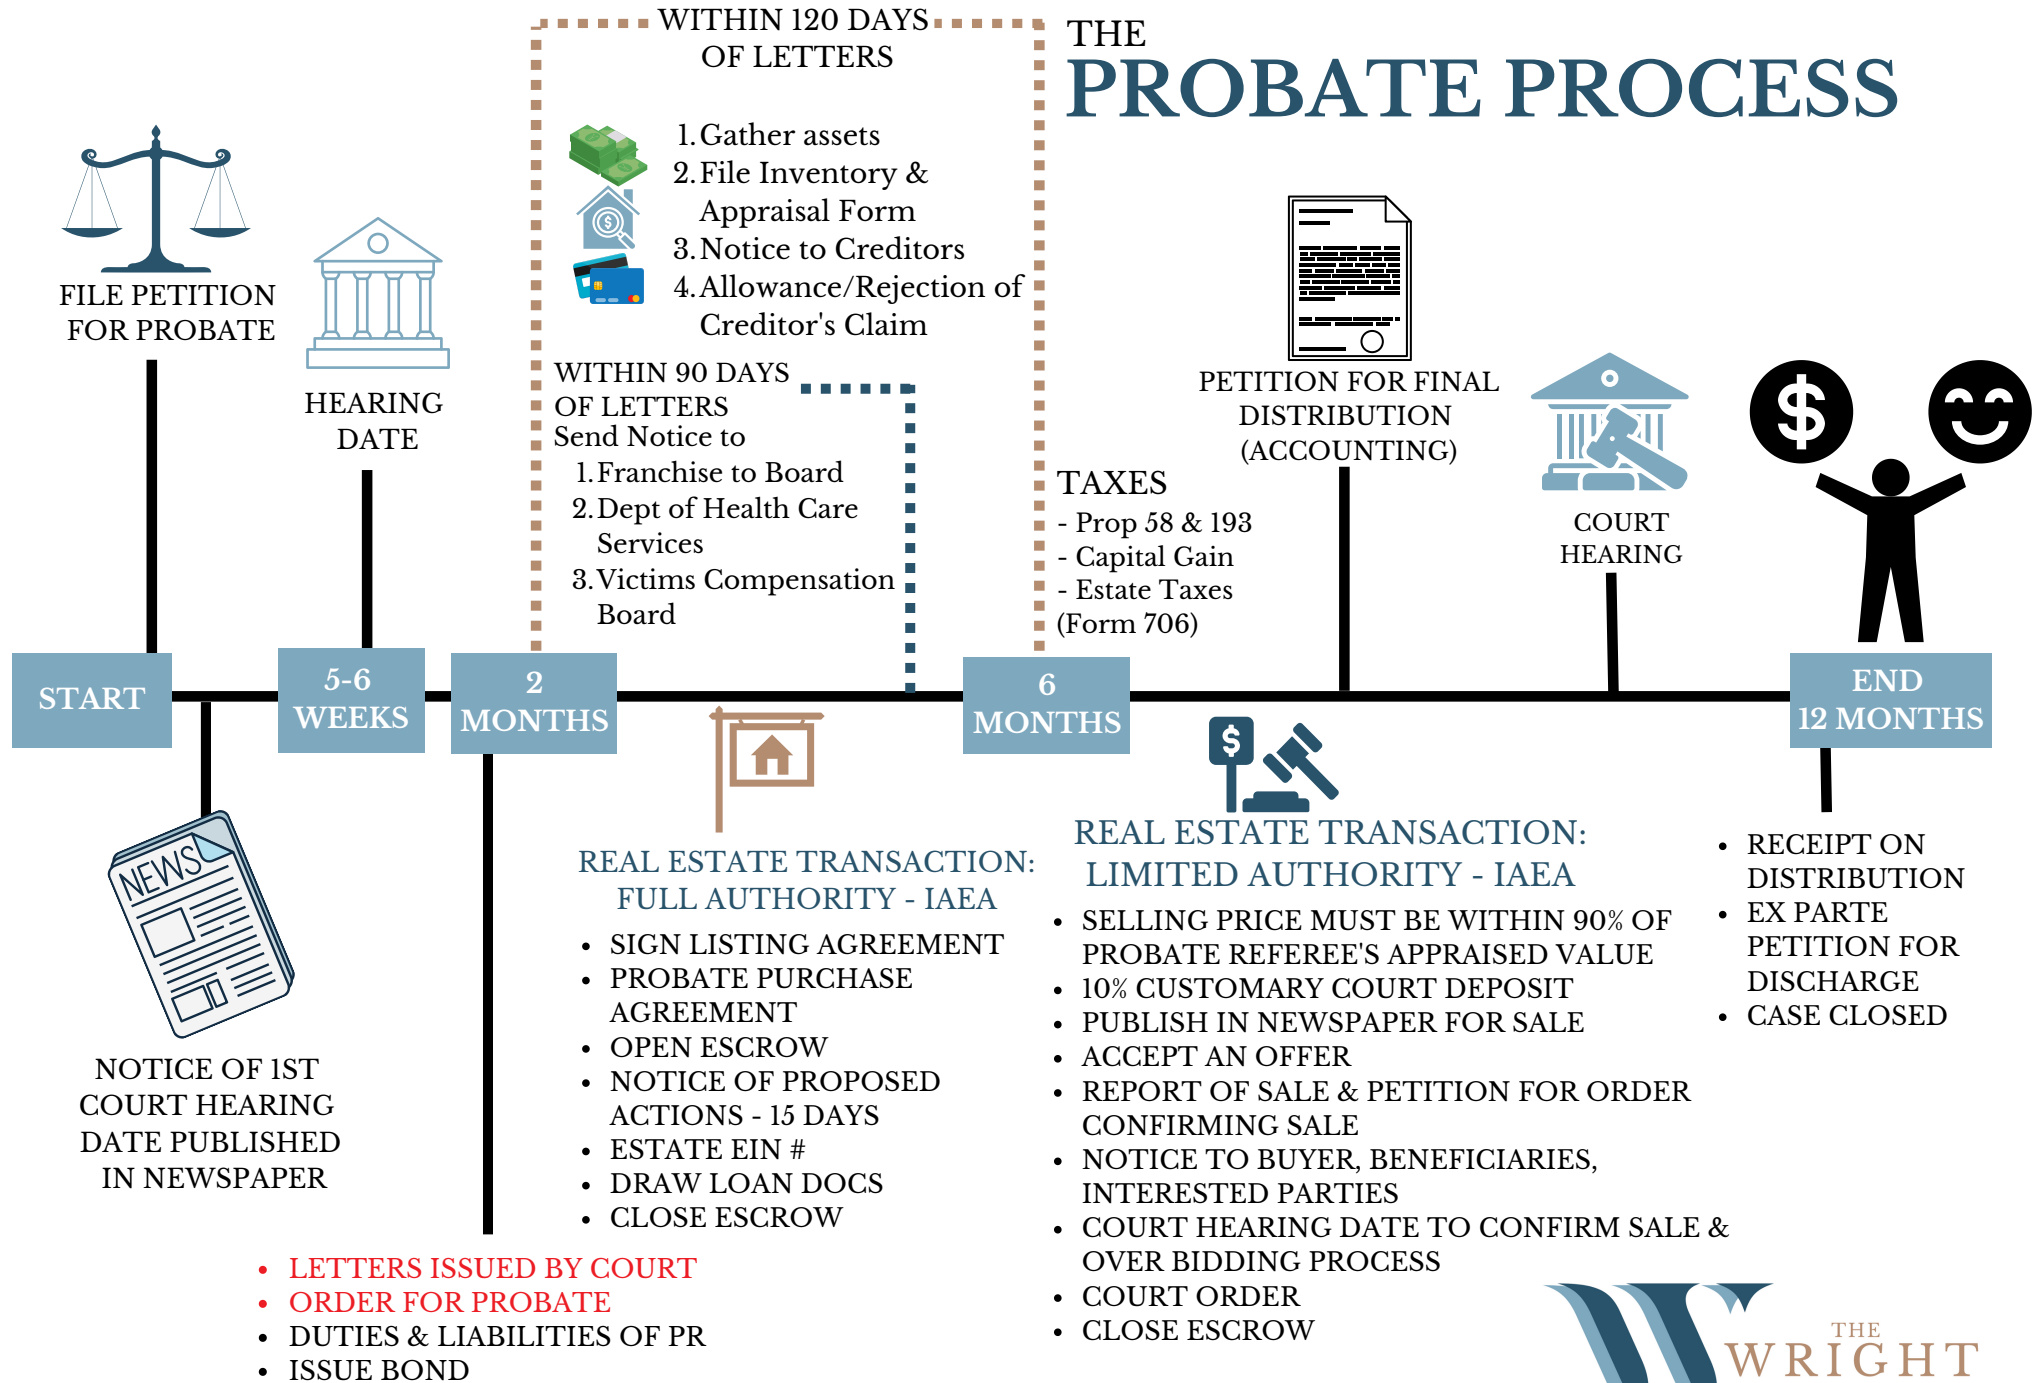 THE
PROBATE PROCESS
WITHIN 120 DAYS
OF LETTERS
1. Gather assets
2. File Inventory &
Appraisal Form
3. Notice to Creditors
4. Allowance/Rejection of
Creditor's Claim
WITHIN 90 DAYS
OF LETTERS
Send Notice to
1. Franchise to Board
2. Dept of Health Care
Services
3. Victims Compensation
Board
FILE PETITION
FOR PROBATE
HEARING
DATE
TAXES
- Prop 58 & 193
- Capital Gain
- Estate Taxes
(Form 706)
PETITION FOR FINAL
DISTRIBUTION
(ACCOUNTING)
COURT
HEARING
$
START
5-6
WEEKS
2
MONTHS
6
MONTHS
END
12 MONTHS
NEWS
NOTICE OF 1ST
COURT HEARING
DATE PUBLISHED
IN NEWSPAPER
• LETTERS ISSUED BY COURT
• ORDER FOR PROBATE
• DUTIES & LIABILITIES OF PR
• ISSUE BOND
REAL ESTATE TRANSACTION:
FULL AUTHORITY - IAEA
• SIGN LISTING AGREEMENT
• PROBATE PURCHASE
AGREEMENT
• OPEN ESCROW
• NOTICE OF PROPOSED
ACTIONS - 15 DAYS
• ESTATE EIN #
• DRAW LOAN DOCS
• CLOSE ESCROW
$
REAL ESTATE TRANSACTION:
LIMITED AUTHORITY - IAEA
• SELLING PRICE MUST BE WITHIN 90% OF
PROBATE REFEREE'S APPRAISED VALUE
• 10% CUSTOMARY COURT DEPOSIT
• PUBLISH IN NEWSPAPER FOR SALE
• ACCEPT AN OFFER
• REPORT OF SALE & PETITION FOR ORDER
CONFIRMING SALE
• NOTICE TO BUYER, BENEFICIARIES,
INTERESTED PARTIES
• COURT HEARING DATE TO CONFIRM SALE &
OVER BIDDING PROCESS
• COURT ORDER
• CLOSE ESCROW
• RECEIPT ON
DISTRIBUTION
• EX PARTE
PETITION FOR
DISCHARGE
• CASE CLOSED
THE
WRIGHT